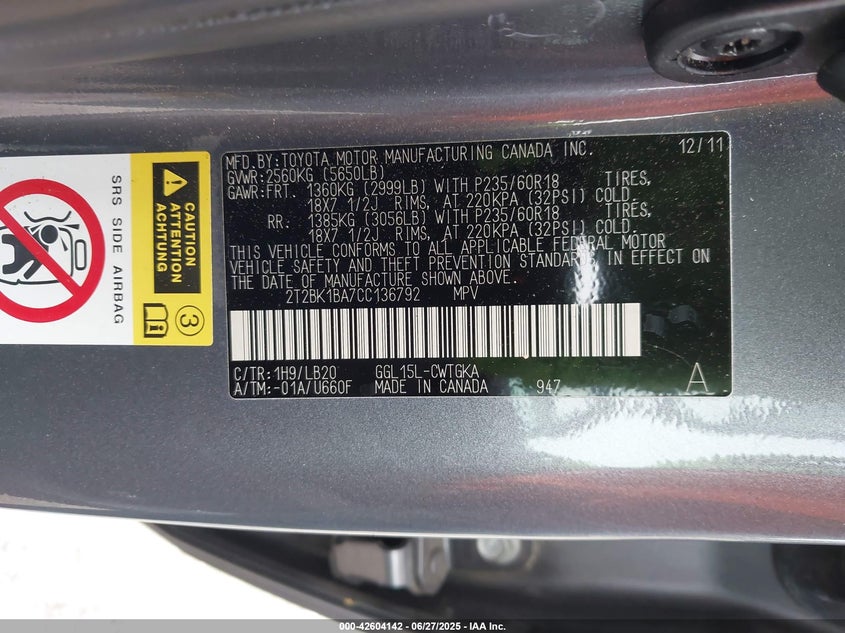 SRS SIDE AIRBAG
CAUTION
ATTENTION
ACHTUNG
3
MFD. BY: TOYOTA MOTOR MANUFACTURING CANADA INC. 12/11
GVWR: 2560KG (5650LB)
GAWR: FRT. 1360KG (2999LB) WITH P235/60R18 TIRES,
18X7 1/2J RIMS, AT 220KPA (32PSI) COLD
RR. 1385KG (3056LB) WITH P235/60R18 TIRES,
18X7 1/2J RIMS, AT 220KPA (32PSI) COLD.
THIS VEHICLE CONFORMS TO ALL APPLICABLE FEDERAL MOTOR
VEHICLE SAFETY AND THEFT PREVENTION STANDARDS IN EFFECT ON
THE DATE OF MANUFACTURE SHOWN ABOVE.
2T2BK1BA7CC136792 MPV
C/TR: 1H9/LB20 GGL15L-CWTGKA
A/TM: -01A/U660F MADE IN CANADA 947 A
000-42604142 | 06/27/2025 - IAA Inc.